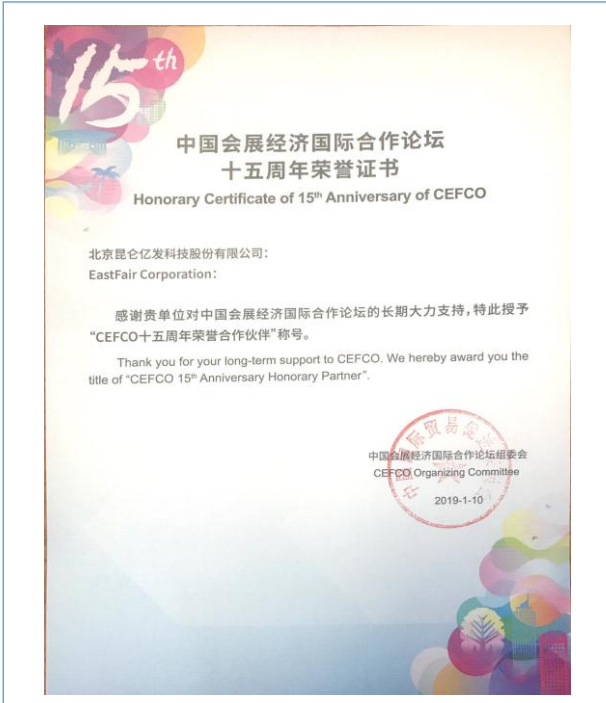 15th
中国会展经济国际合作论坛
十五周年荣誉证书
Honorary Certificate of 15th Anniversary of CEFCO
北京昆仑亿发科技股份有限公司：
EastFair Corporation：
感谢贵单位对中国会展经济国际合作论坛的长期大力支持，特此授予
“CEFCO十五周年荣誉合作伙伴”称号。
Thank you for your long-term support to CEFCO. We hereby award you the
title of “CEFCO 15th Anniversary Honorary Partner”.
中国会展经济国际合作论坛组委会
CEFCO Organizing Committee
2019-1-10